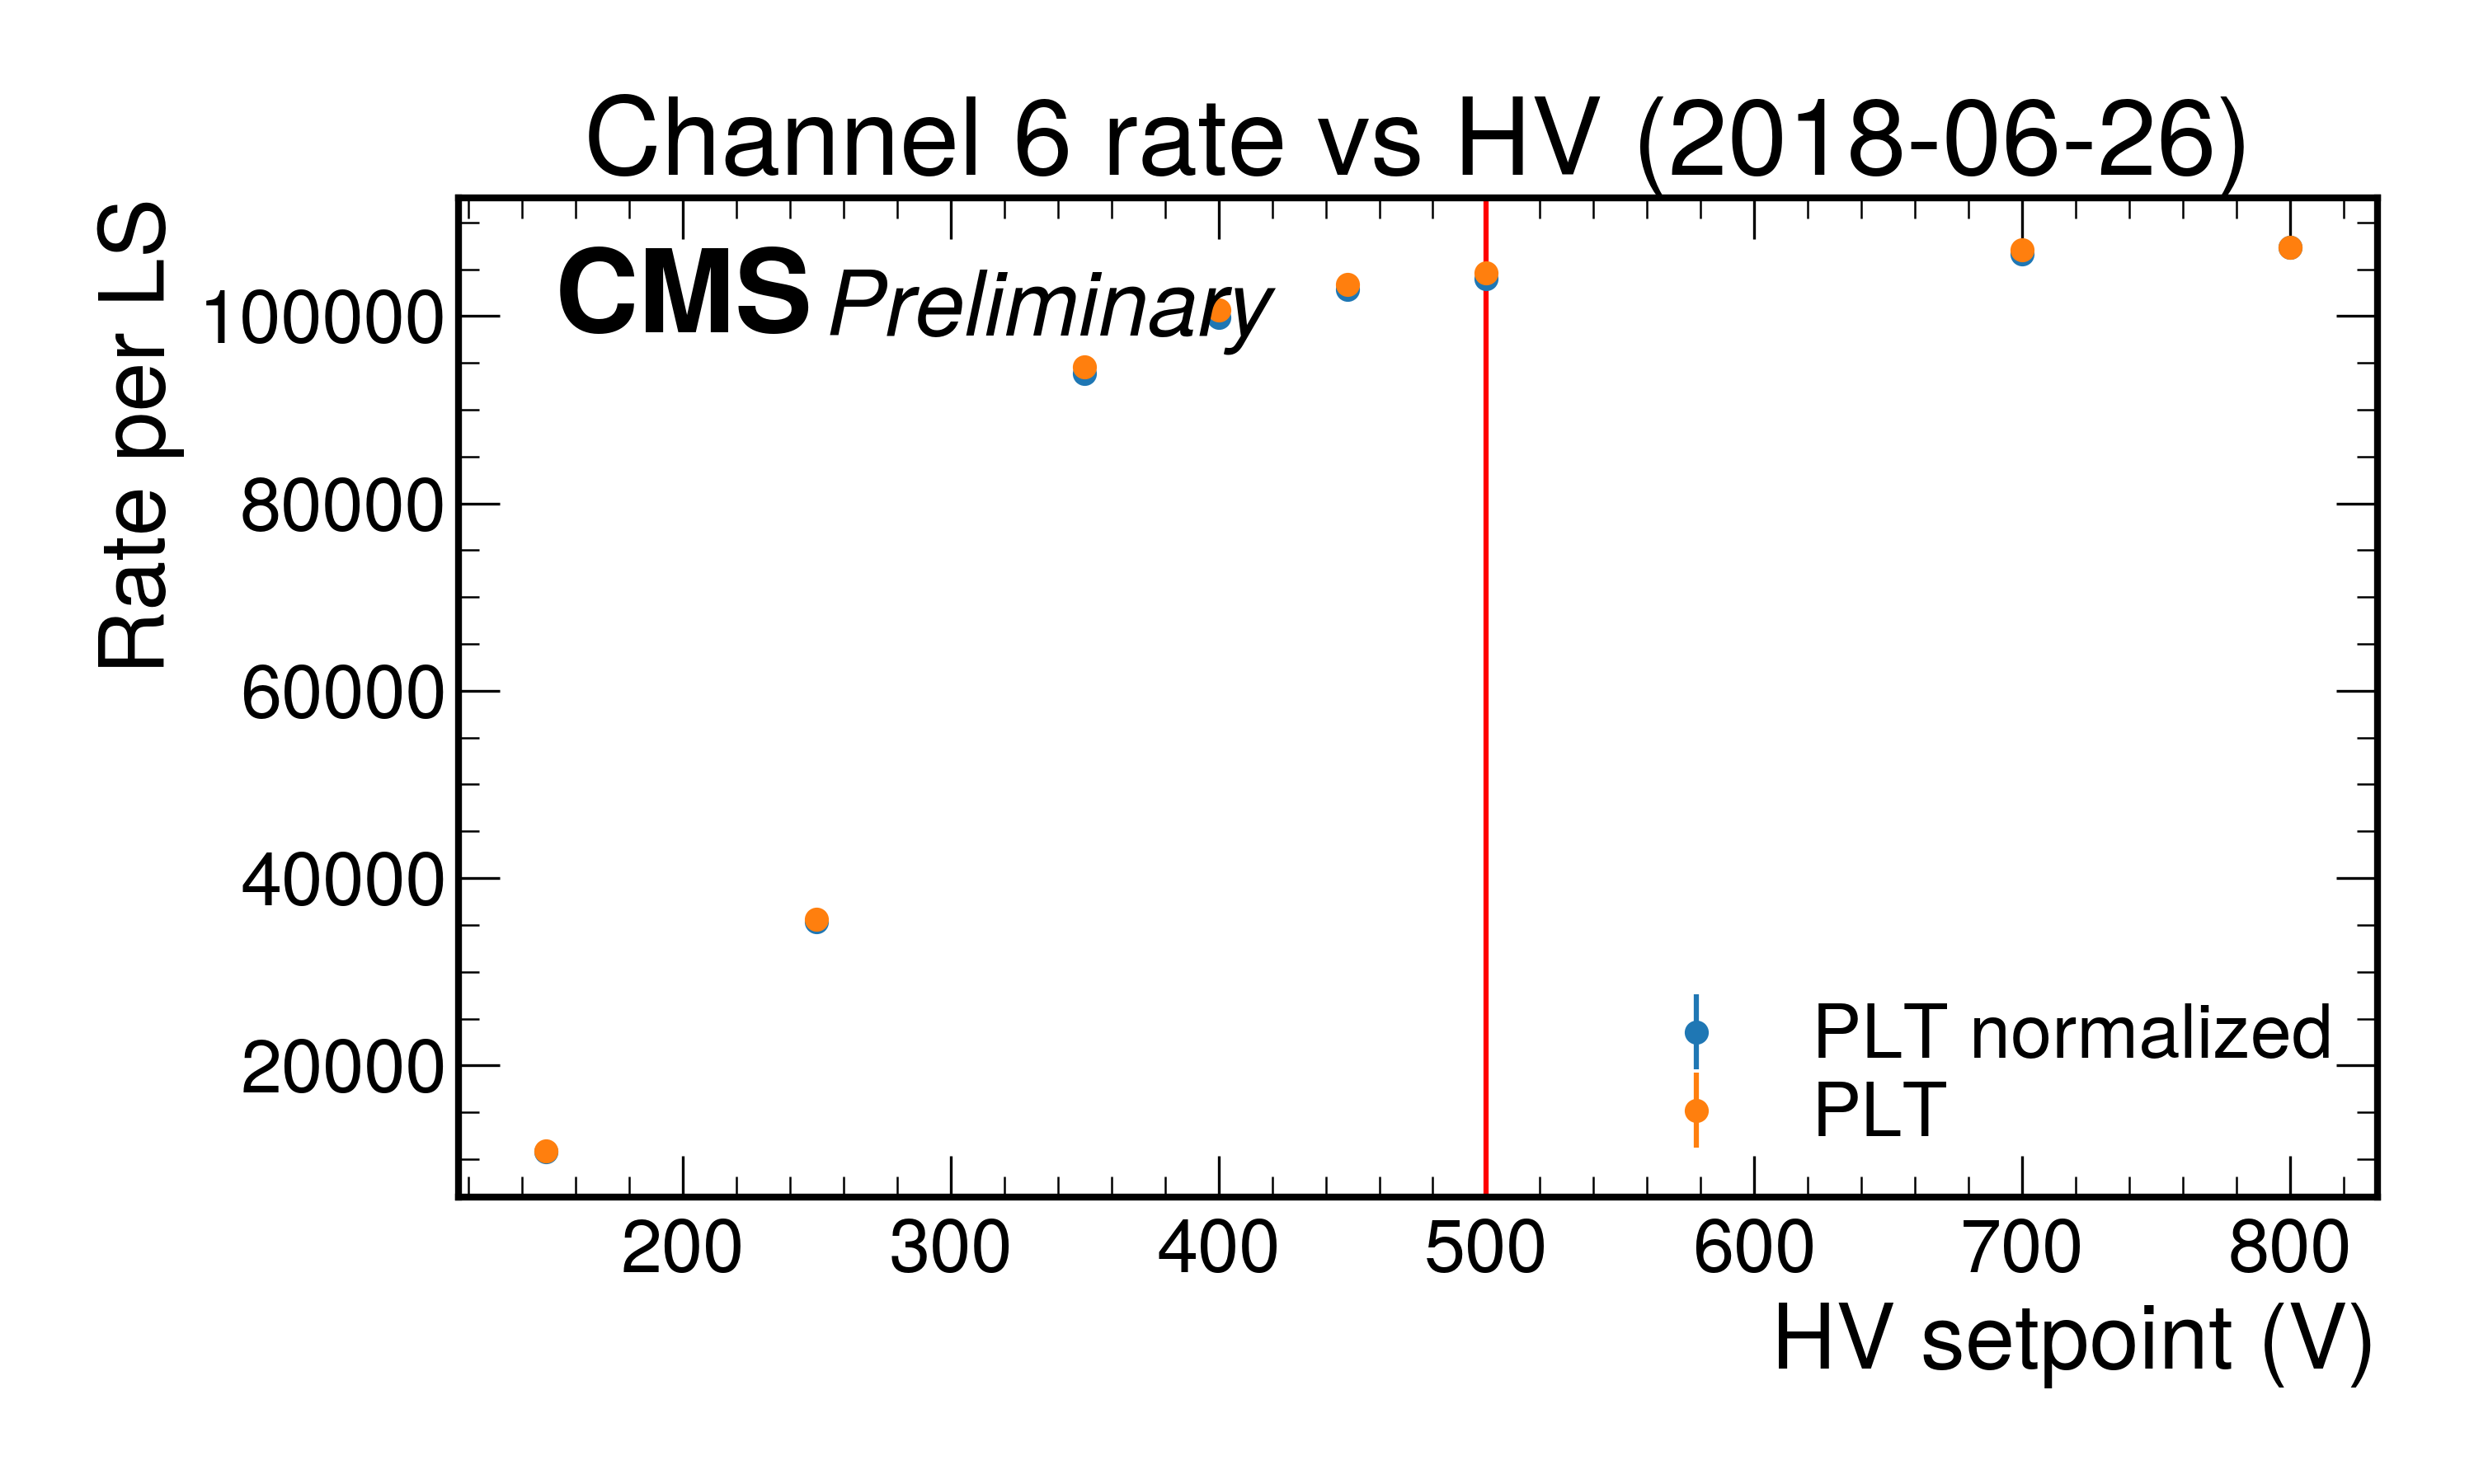 Channel 6 rate vs HV (2018-06-26)
CMS Preliminary
Rate per LS
100000
80000
60000
40000
20000
PLT normalized
PLT
200 300 400 500 600 700 800
HV setpoint (V)